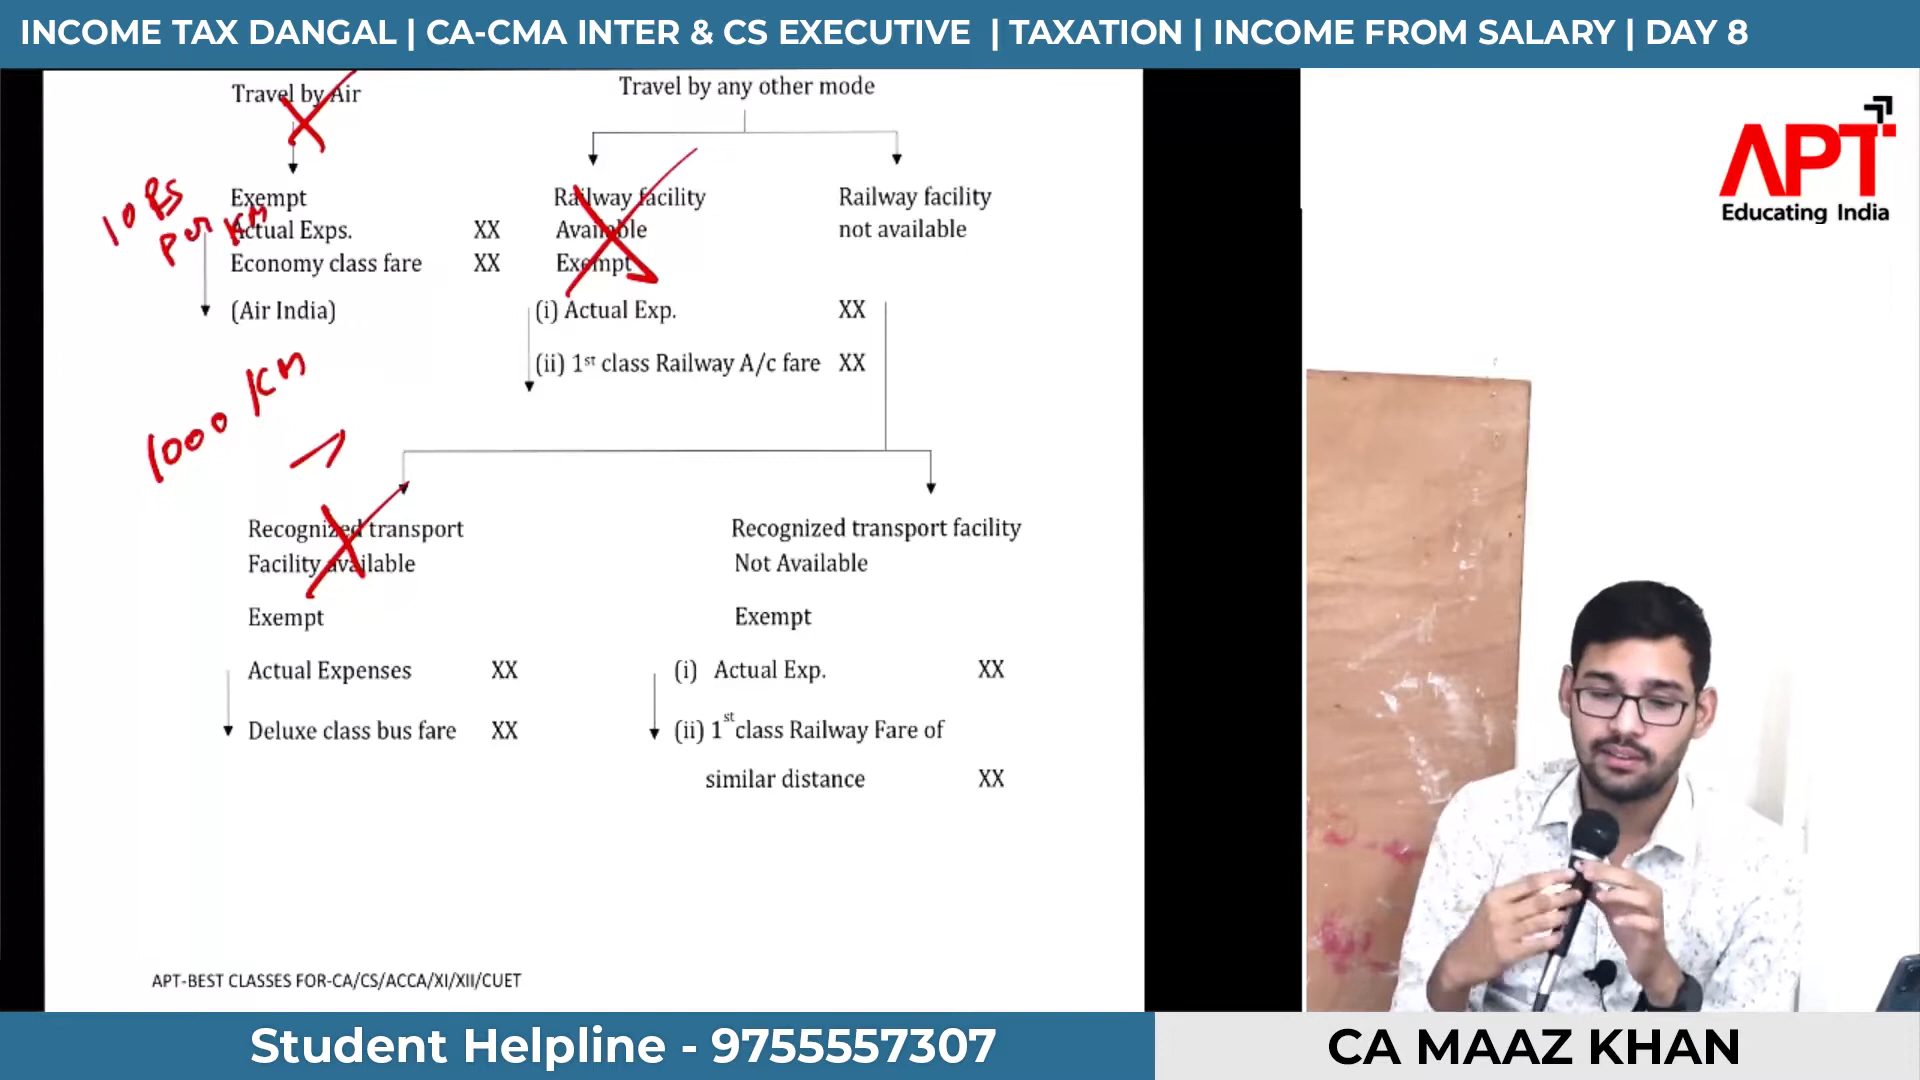 INCOME TAX DANGAL | CA-CMA INTER & CS EXECUTIVE | TAXATION | INCOME FROM SALARY | DAY 8
Travel by Air
Travel by any other mode
10 Rs
Per KM
Exempt
Actual Exps. XX
Economy class fare XX
(Air India)
Railway facility
Available
Exempt
(i) Actual Exp. XX
(ii) 1st class Railway A/c fare XX
Railway facility
not available
1000 KM
Recognized transport
Facility available
Exempt
Actual Expenses XX
Deluxe class bus fare XX
Recognized transport facility
Not Available
Exempt
(i) Actual Exp. XX
(ii) 1st class Railway Fare of
similar distance XX
APT-BEST CLASSES FOR-CA/CS/ACCA/XI/XII/CUET
APT
Educating India
Student Helpline - 9755557307
CA MAAZ KHAN